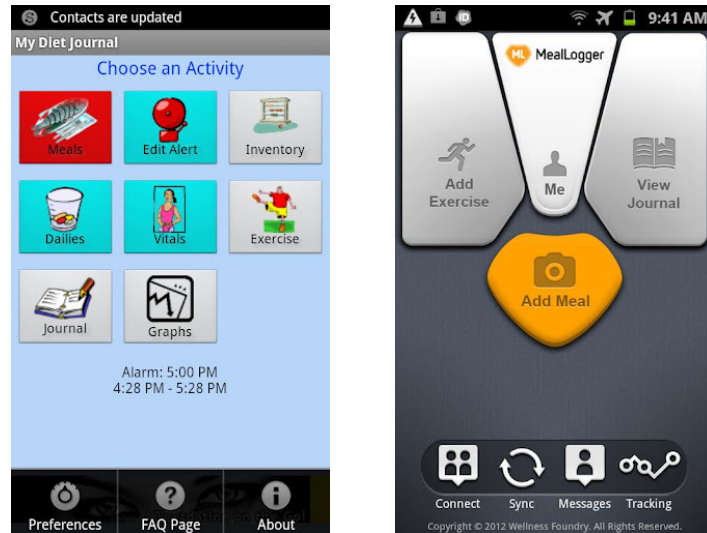 Contacts are updated
My Diet Journal
Choose an Activity
Meals
Edit Alert
Inventory
Dailies
Vitals
Exercise
Journal
Graphs
Alarm: 5:00 PM
4:28 PM - 5:28 PM
Preferences
FAQ Page
About
9:41 AM
ML MealLogger
Add
Exercise
Me
View
Journal
Add Meal
Connect
Sync
Messages
Tracking
Copyright © 2012 Wellness Foundry. All Rights Reserved.